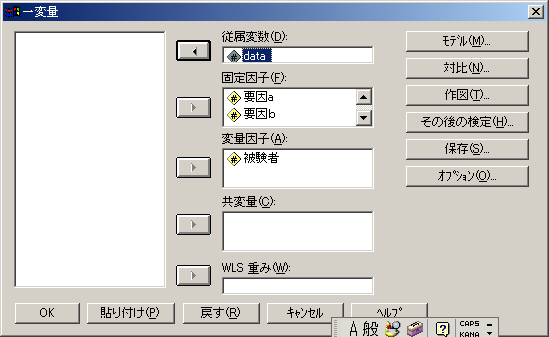 一変量
従属変数(D):
data
固定因子(F):
要因a
要因b
変量因子(A):
被験者
共変量(C):
WLS 重み(W):
ﾓﾃﾞﾙ(M)...
対比(N)...
作図(T)...
その後の検定(H)...
保存(S)...
ｵﾌﾟｼｮﾝ(O)...
OK
貼り付け(P)
戻す(R)
ｷｬﾝｾﾙ
ﾍﾙﾌﾟ
A 般
CAPS
KANA